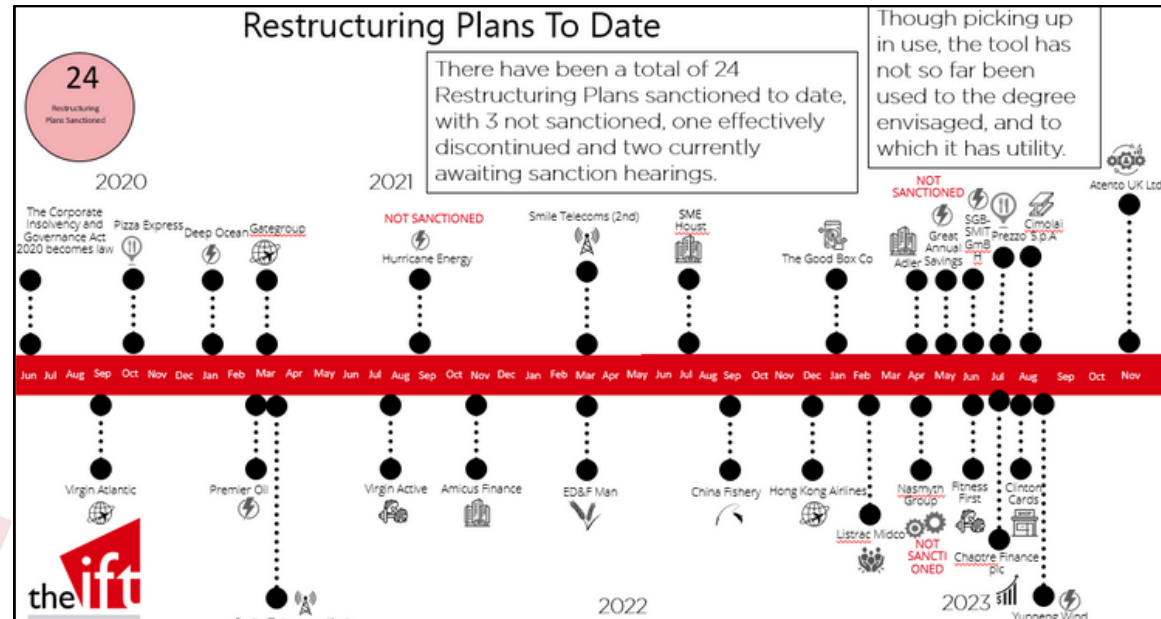 Restructuring Plans To Date
24
Restructuring
Plans Sanctioned
There have been a total of 24
Restructuring Plans sanctioned to date,
with 3 not sanctioned, one effectively
discontinued and two currently
awaiting sanction hearings.
Though picking up
in use, the tool has
not so far been
used to the degree
envisaged, and to
which it has utility.
2020
2021
The Corporate
Insolvency and
Governance Act
2020 becomes law
Pizza Express
Deep Ocean
Gategroup
NOT SANCTIONED
Hurricane Energy
Smile Telecoms (2nd)
SME
Houst
The Good Box Co
Adler
NOT
SANCTIONED
Great
Annual
Savings
SGB-
SMIT
GmB
H
Prezzo
Cimolai
S.p.A
Atento UK Ltd
Jun Jul Aug Sep Oct Nov Dec Jan Feb Mar Apr May Jun Jul Aug Sep Oct Nov Dec Jan Feb Mar Apr May Jun Jul Aug Sep Oct Nov Dec Jan Feb Mar Apr May Jun Jul Aug Sep Oct Nov
Virgin Atlantic
Premier Oil
Virgin Active
Amicus Finance
ED&F Man
China Fishery
Hong Kong Airlines
Listrac Midco
Nasmyth
Group
NOT
SANCTI
ONED
Fitness
First
Chaptre Finance
plc
Clinton
Cards
SHOP
Yunneng Wind
2022
2023
the ift